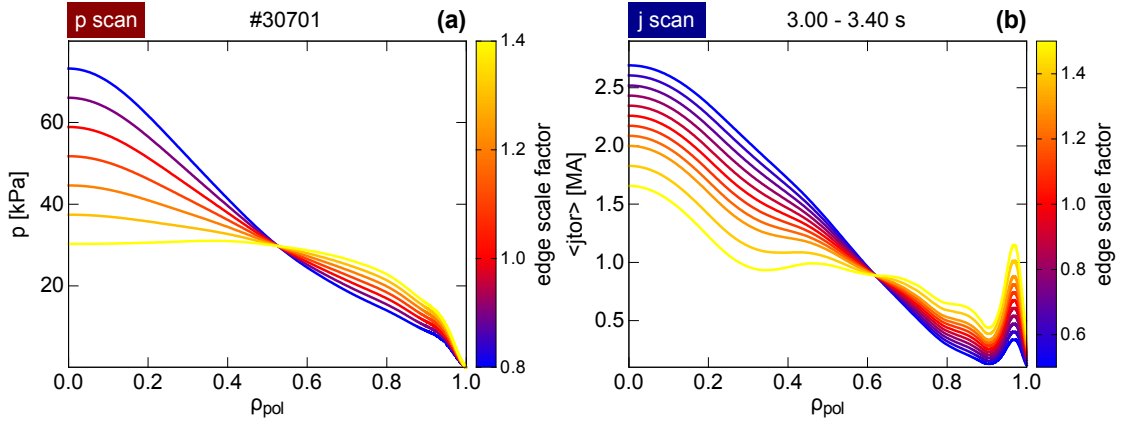 p scan #30701 (a)
p [kPa]
60
40
20
0.0 0.2 0.4 0.6 0.8 1.0
ρpol
1.4
1.2
1.0
0.8
edge scale factor
j scan 3.00 - 3.40 s (b)
<jtor> [MA]
2.5
2.0
1.5
1.0
0.5
0.0 0.2 0.4 0.6 0.8 1.0
ρpol
1.4
1.2
1.0
0.8
0.6
edge scale factor